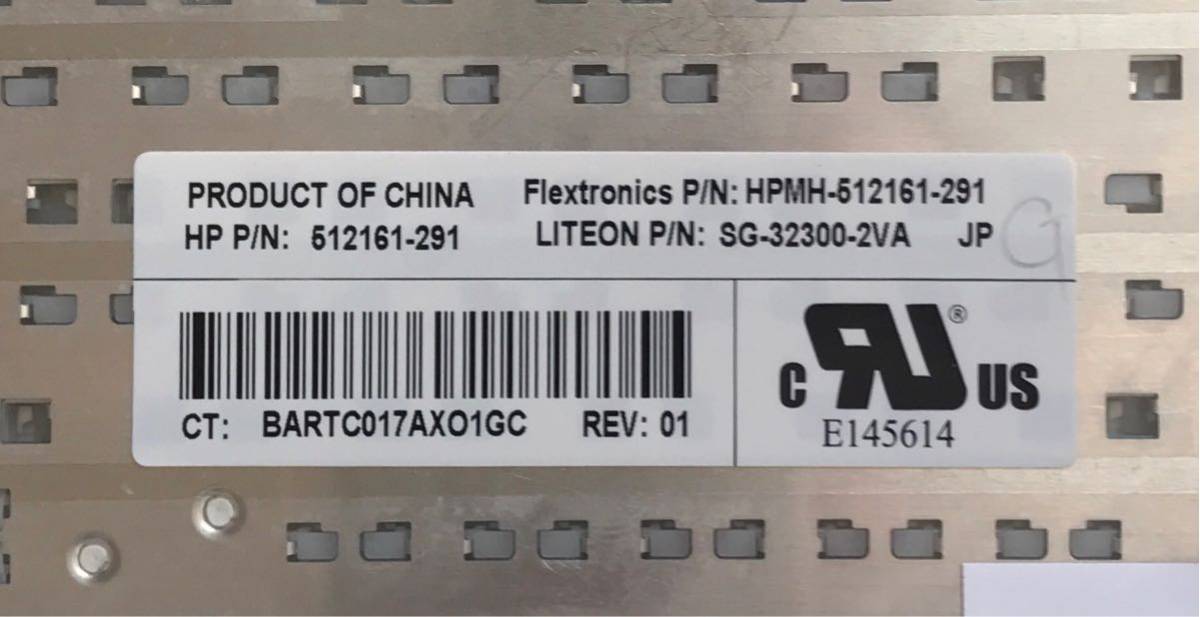 PRODUCT OF CHINA Flextronics P/N: HPMH-512161-291
HP P/N: 512161-291 LITEON P/N: SG-32300-2VA JP G
CT: BARTC017AXO1GC REV: 01
C RU® US
E145614